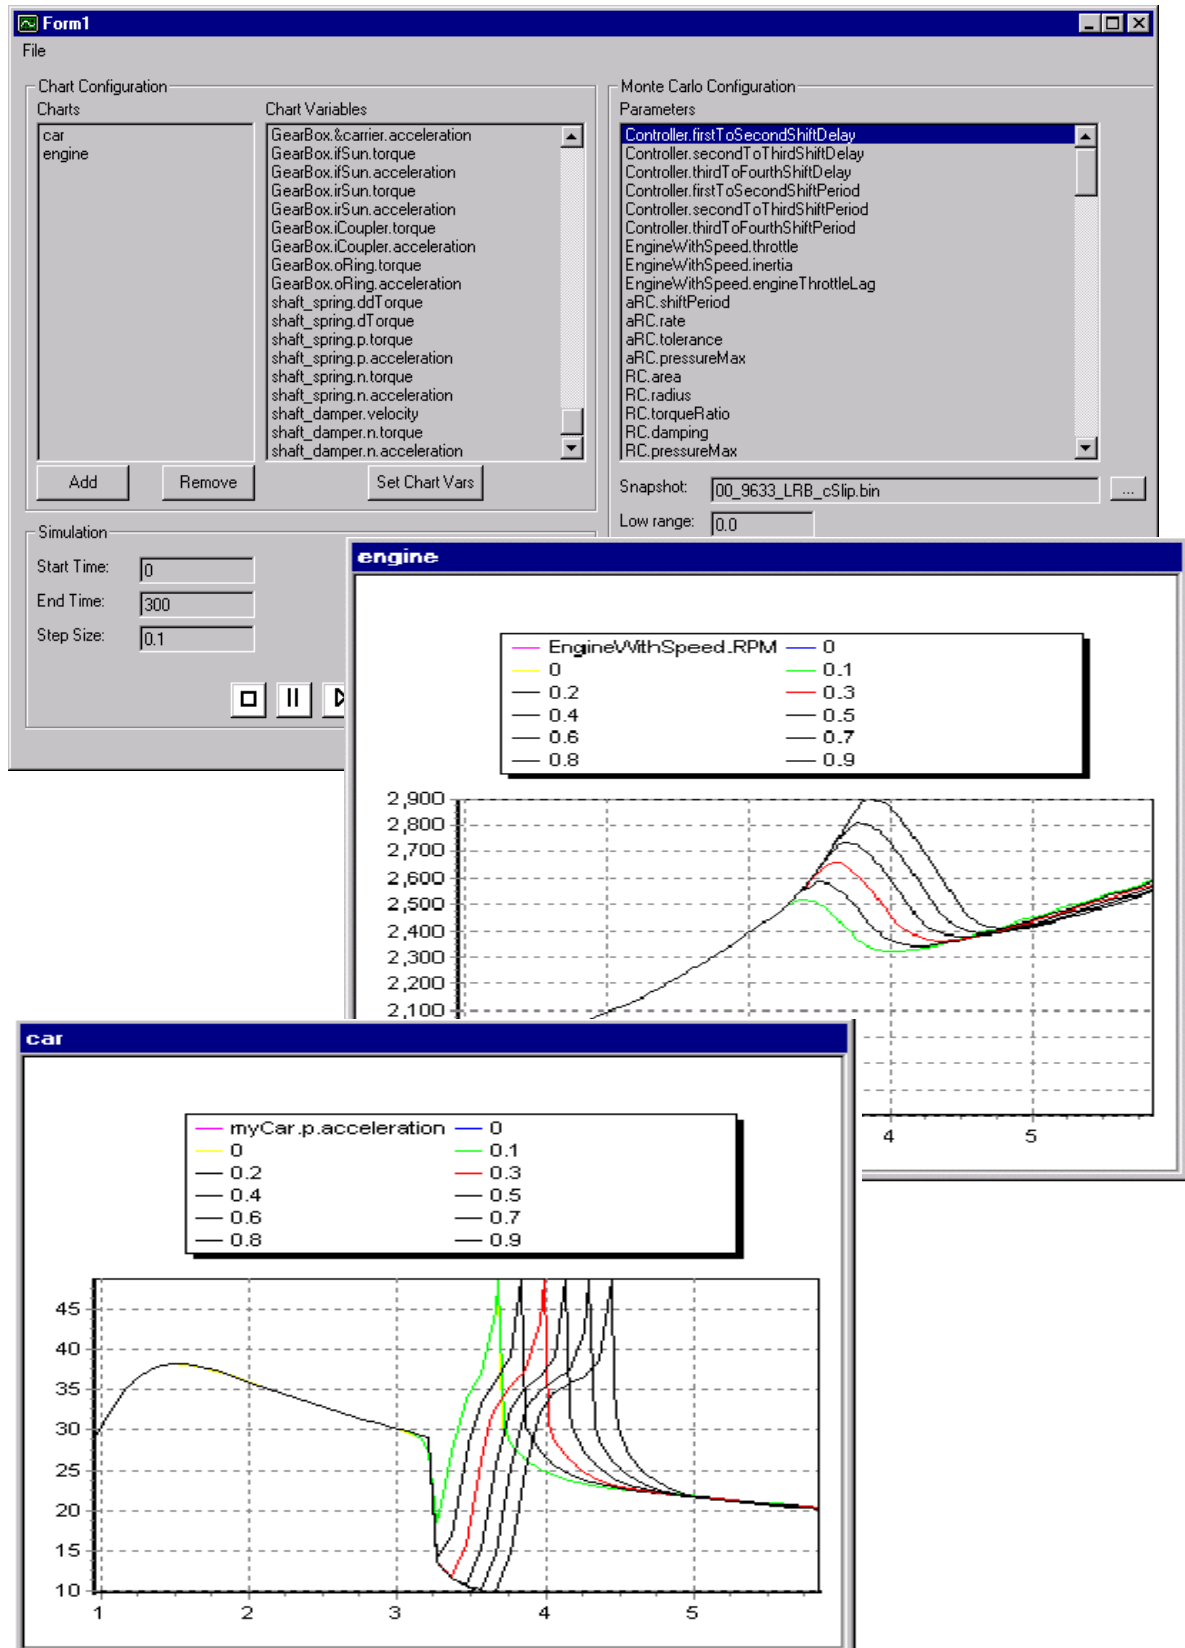 Form1
File
Chart Configuration
Charts
car
engine
Add
Remove
Chart Variables
GearBox.&carrier.acceleration
GearBox.ifSun.torque
GearBox.ifSun.acceleration
GearBox.irSun.torque
GearBox.irSun.acceleration
GearBox.iCoupler.torque
GearBox.iCoupler.acceleration
GearBox.oRing.torque
GearBox.oRing.acceleration
shaft_spring.ddTorque
shaft_spring.dTorque
shaft_spring.p.torque
shaft_spring.p.acceleration
shaft_spring.n.torque
shaft_spring.n.acceleration
shaft_damper.velocity
shaft_damper.n.torque
shaft_damper.n.acceleration
Set Chart Vars
Monte Carlo Configuration
Parameters
Controller.firstToSecondShiftDelay
Controller.secondToThirdShiftDelay
Controller.thirdToFourthShiftDelay
Controller.firstToSecondShiftPeriod
Controller.secondToThirdShiftPeriod
Controller.thirdToFourthShiftPeriod
EngineWithSpeed.throttle
EngineWithSpeed.inertia
EngineWithSpeed.engineThrottleLag
aRC.shiftPeriod
aRC.rate
aRC.tolerance
aRC.pressureMax
RC.area
RC.radius
RC.torqueRatio
RC.damping
RC.pressureMax
Snapshot: 00_9633_LRB_cSlip.bin ...
Low range: 0.0
Simulation
Start Time: 0
End Time: 300
Step Size: 0.1
engine
EngineWithSpeed.RPM 0
0 0.1
0.2 0.3
0.4 0.5
0.6 0.7
0.8 0.9
2,900
2,800
2,700
2,600
2,500
2,400
2,300
2,200
2,100
4 5
car
myCar.p.acceleration 0
0 0.1
0.2 0.3
0.4 0.5
0.6 0.7
0.8 0.9
45
40
35
30
25
20
15
10
1 2 3 4 5